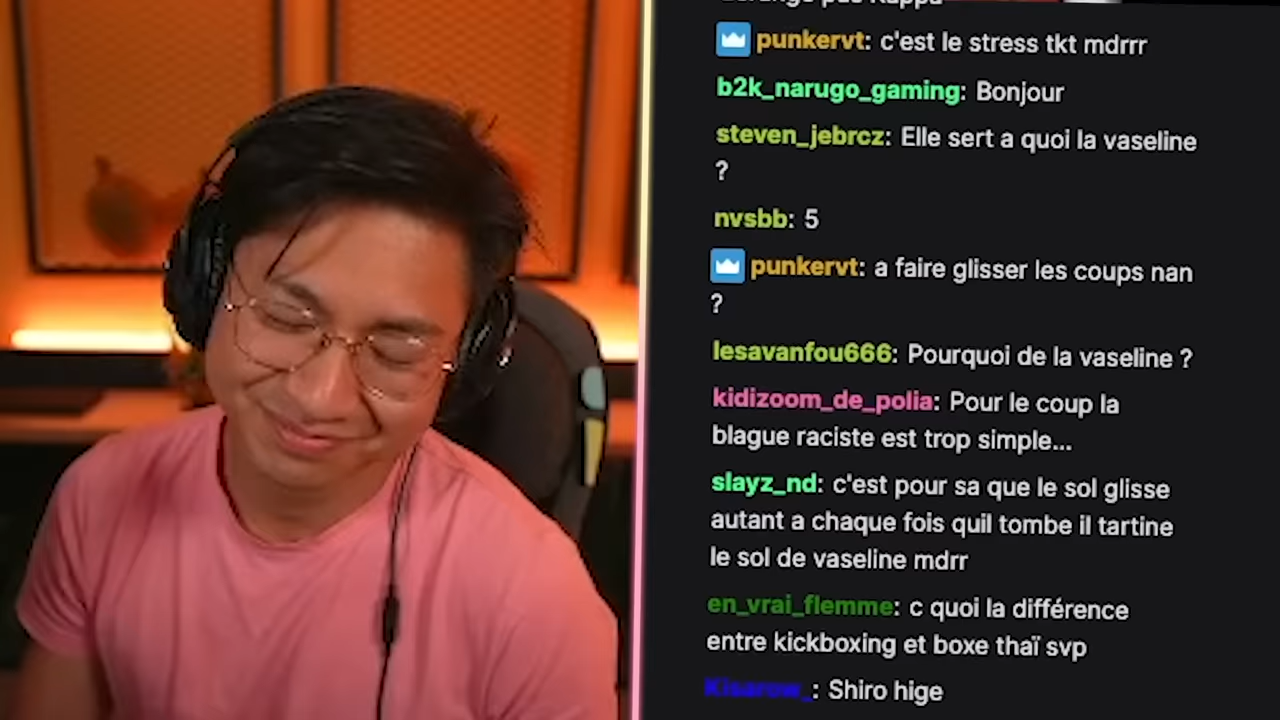 punkervt: c'est le stress tkt mdrrr
b2k_narugo_gaming: Bonjour
steven_jebrcz: Elle sert a quoi la vaseline
?
nvsbb: 5
punkervt: a faire glisser les coups nan
?
lesavanfou666: Pourquoi de la vaseline ?
kidizoom_de_polia: Pour le coup la
blague raciste est trop simple...
slayz_nd: c'est pour sa que le sol glisse
autant a chaque fois quil tombe il tartine
le sol de vaseline mdrr
en_vrai_flemme: c quoi la différence
entre kickboxing et boxe thaï svp
Kisarow_: Shiro hige